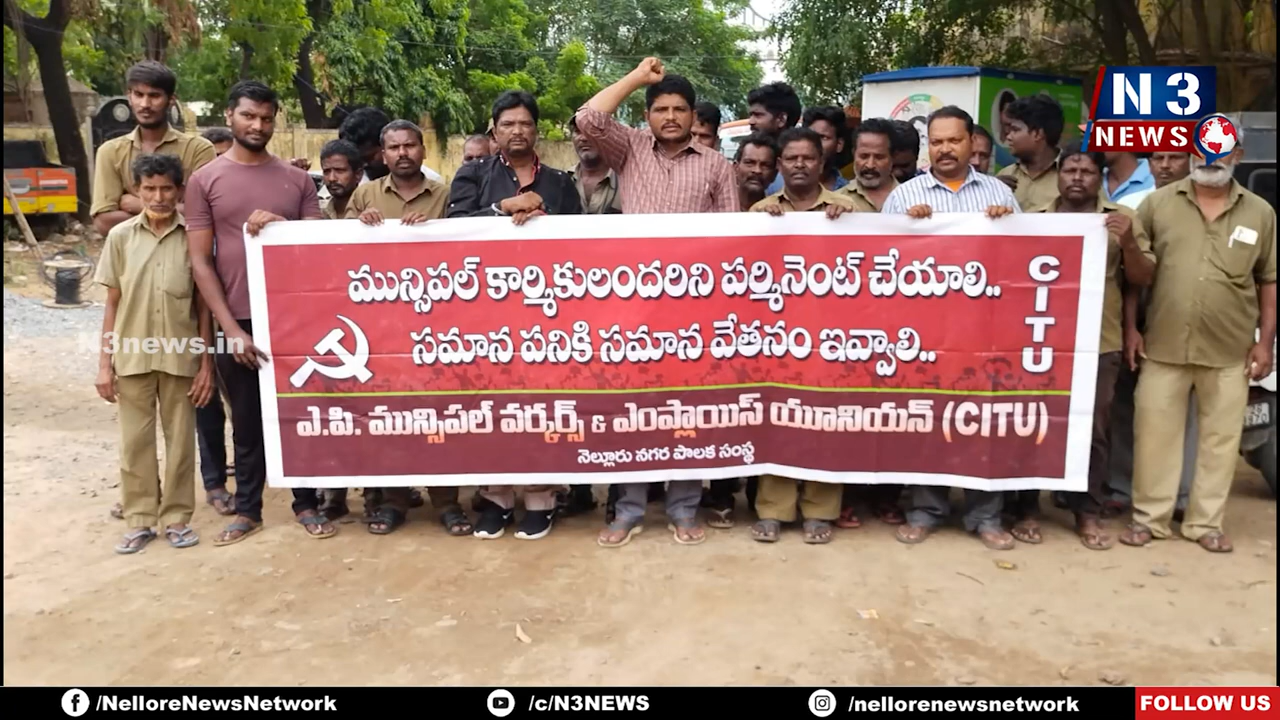 N3
NEWS
మున్సిపల్ కార్మికులందరిని పర్మినెంట్ చేయాలి..
సమాన పనికి సమాన వేతనం ఇవ్వాలి..
CITU
ఎ.పి. మున్సిపల్ వర్కర్స్ & ఎంప్లాయిస్ యూనియన్ (CITU)
నెల్లూరు నగర పాలక సంస్థ
N3news.in
/NelloreNewsNetwork
/c/N3NEWS
/nellorenewsnetwork
FOLLOW US